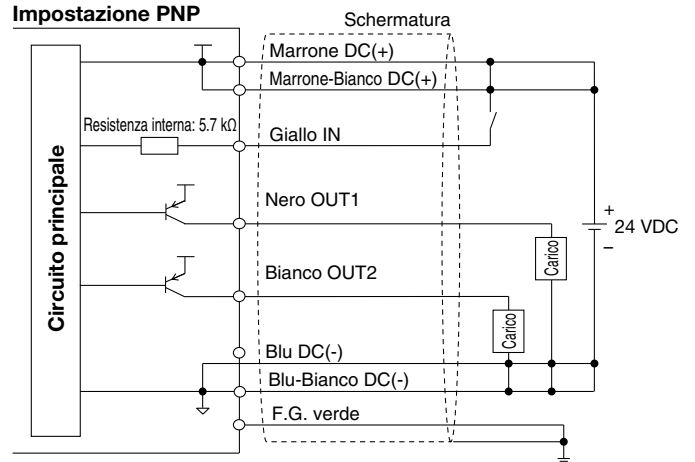 Impostazione PNP
Schermatura
Marrone DC(+)
Marrone-Bianco DC(+)
Resistenza interna: 5.7 kΩ
Giallo IN
Circuito principale
Nero OUT1
+
24 VDC
–
Carico
Bianco OUT2
Carico
Blu DC(-)
Blu-Bianco DC(-)
F.G. verde